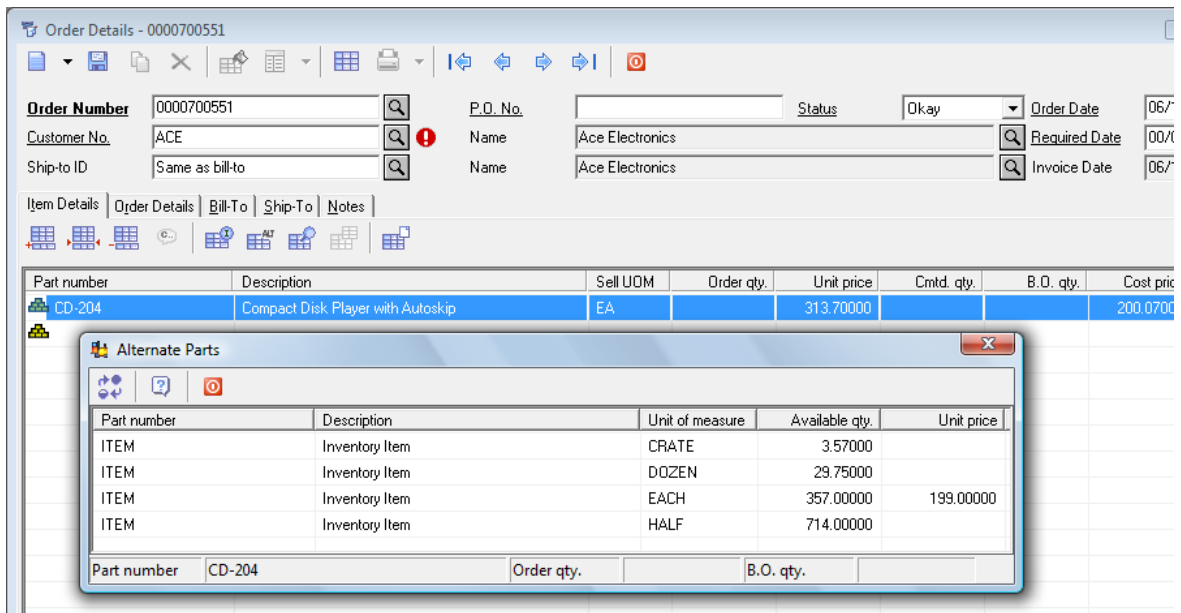 Order Details - 0000700551
Order Number 0000700551 P.O. No. Status Okay Order Date 06/
Customer No. ACE Name Ace Electronics Required Date 00/
Ship-to ID Same as bill-to Name Ace Electronics Invoice Date 06/
Item Details Order Details Bill-To Ship-To Notes
C.. ALT
Part number Description Sell UOM Order qty. Unit price Cmtd. qty. B.O. qty. Cost pric
CD-204 Compact Disk Player with Autoskip EA 313.70000 200.0700
Alternate Parts
Part number Description Unit of measure Available qty. Unit price
ITEM Inventory Item CRATE 3.57000
ITEM Inventory Item DOZEN 29.75000
ITEM Inventory Item EACH 357.00000 199.00000
ITEM Inventory Item HALF 714.00000
Part number CD-204 Order qty. B.O. qty.